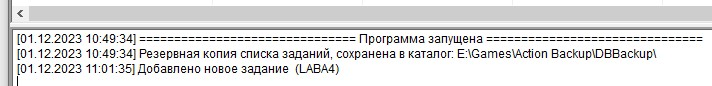 [01.12.2023 10:49:34] =============================== Программа запущена ===============================
[01.12.2023 10:49:34] Резервная копия списка заданий, сохранена в каталог: E:\Games\Action Backup\DBBackup\
[01.12.2023 11:01:35] Добавлено новое задание  (LABA4)